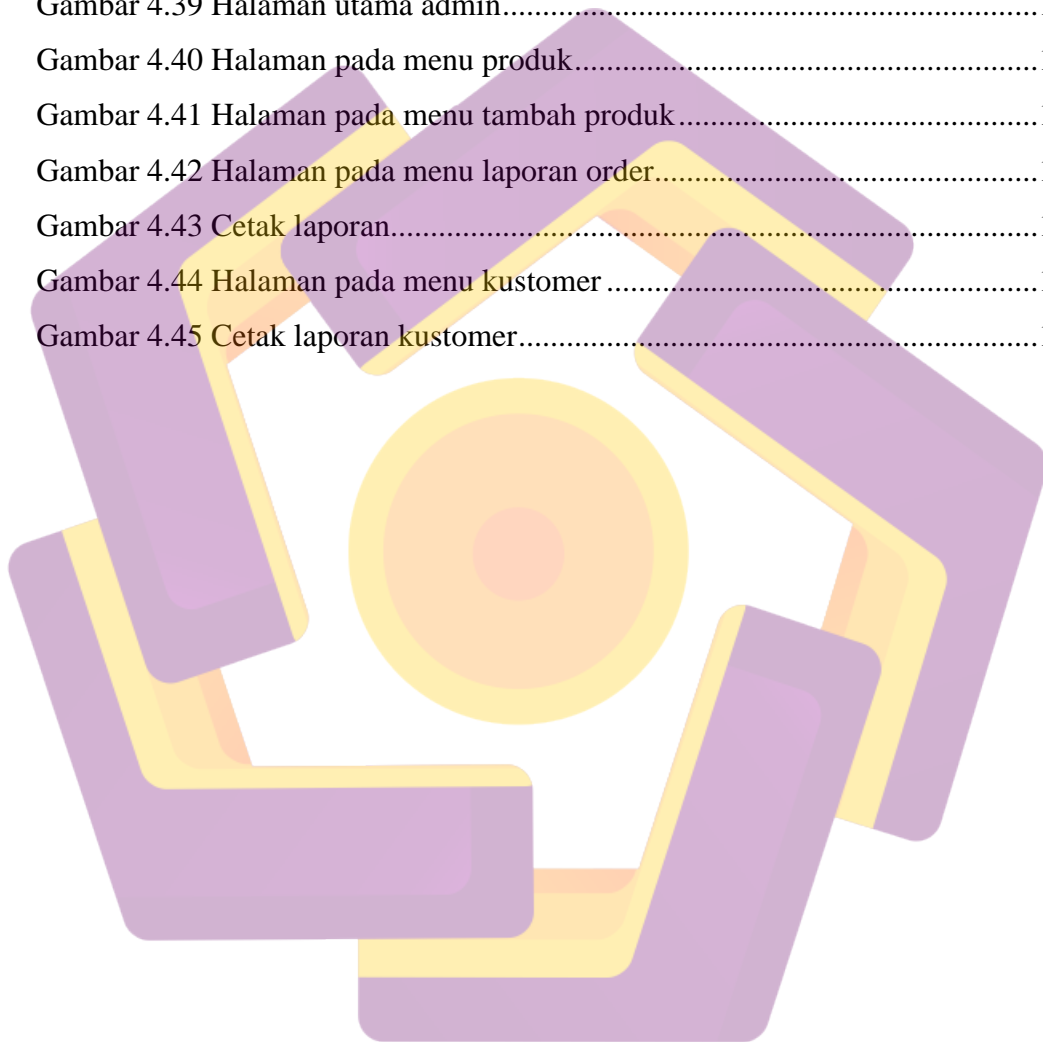 Gambar 4.39 Halaman utama admin................................................................
Gambar 4.40 Halaman pada menu produk.......................................................
Gambar 4.41 Halaman pada menu tambah produk..........................................
Gambar 4.42 Halaman pada menu laporan order.............................................
Gambar 4.43 Cetak laporan..............................................................................
Gambar 4.44 Halaman pada menu kustomer...................................................
Gambar 4.45 Cetak laporan kustomer..............................................................